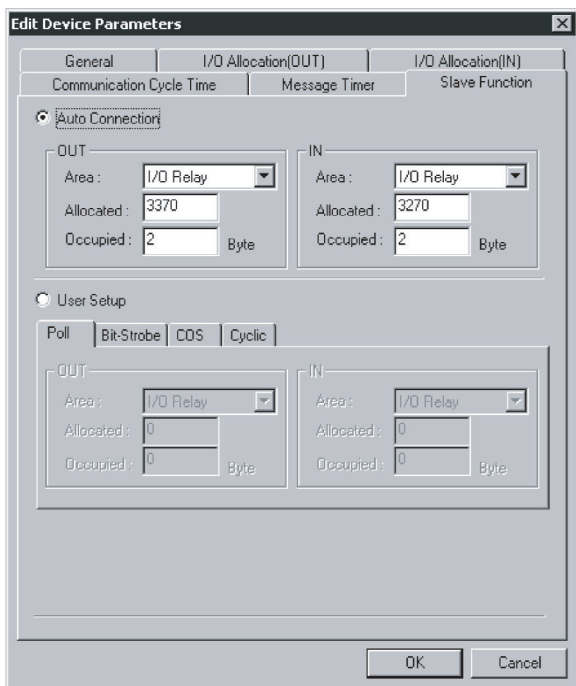 Edit Device Parameters
General I/O Allocation(OUT) I/O Allocation(IN)
Communication Cycle Time Message Timer Slave Function
Auto Connection
OUT
Area : I/O Relay
Allocated : 3370
Occupied : 2 Byte
IN
Area : I/O Relay
Allocated : 3270
Occupied : 2 Byte
User Setup
Poll Bit-Strobe COS Cyclic
OUT
Area : I/O Relay
Allocated : 0
Occupied : 0 Byte
IN
Area : I/O Relay
Allocated : 0
Occupied : 0 Byte
OK Cancel